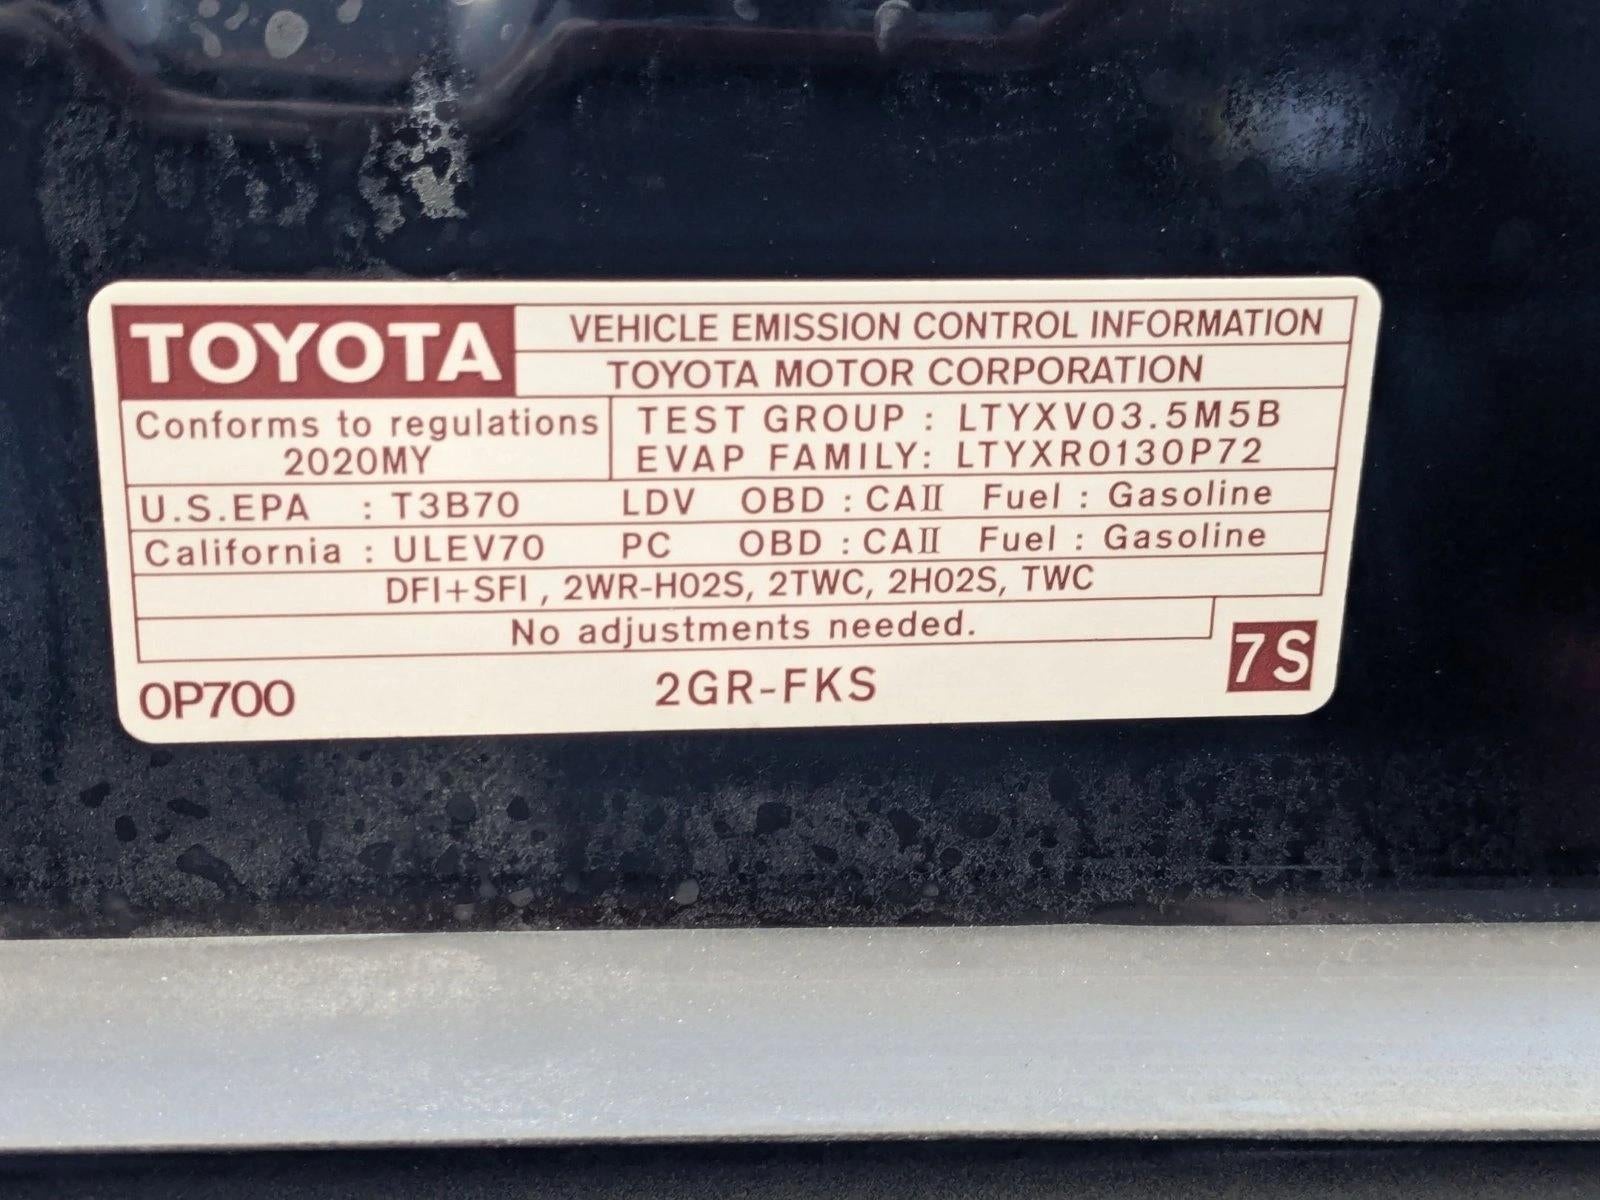 TOYOTA
VEHICLE EMISSION CONTROL INFORMATION
TOYOTA MOTOR CORPORATION
Conforms to regulations
2020MY
TEST GROUP : LTYXV03.5M5B
EVAP FAMILY: LTYXR0130P72
U.S.EPA : T3B70 LDV OBD : CAII Fuel : Gasoline
California : ULEV70 PC OBD : CAII Fuel : Gasoline
DFI+SFI , 2WR-HO2S, 2TWC, 2HO2S, TWC
No adjustments needed.
0P700
2GR-FKS
7S